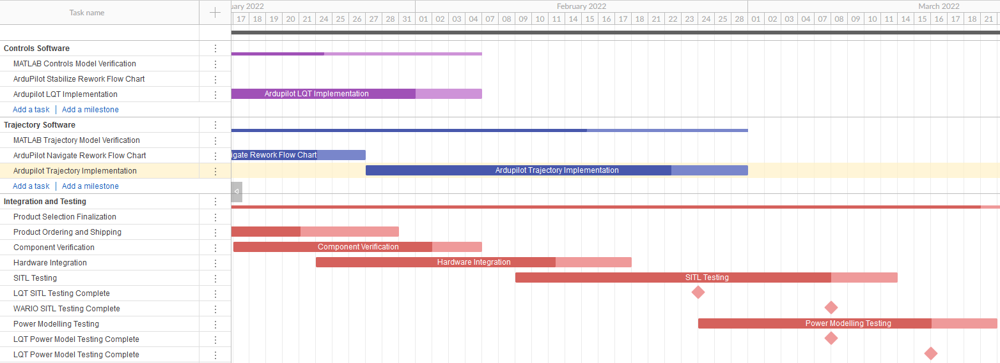 Task name
uary 2022 February 2022 March 2022
17 18 19 20 21 24 25 26 27 28 31 01 02 03 04 07 08 09 10 11 14 15 16 17 18 21 22 23 24 25 28 01 02 03 04 07 08 09 10 11 14 15 16 17 18 21
Controls Software
MATLAB Controls Model Verification
ArduPilot Stabilize Rework Flow Chart
Ardupilot LQT Implementation Ardupilot LQT Implementation
Add a task | Add a milestone
Trajectory Software
MATLAB Trajectory Model Verification
ArduPilot Navigate Rework Flow Chart igate Rework Flow Chart
Ardupilot Trajectory Implementation Ardupilot Trajectory Implementation
Add a task | Add a milestone
Integration and Testing
Product Selection Finalization
Product Ordering and Shipping
Component Verification Component Verification
Hardware Integration Hardware Integration
SITL Testing SITL Testing
LQT SITL Testing Complete
WARIO SITL Testing Complete
Power Modelling Testing Power Modelling Testing
LQT Power Model Testing Complete
LQT Power Model Testing Complete